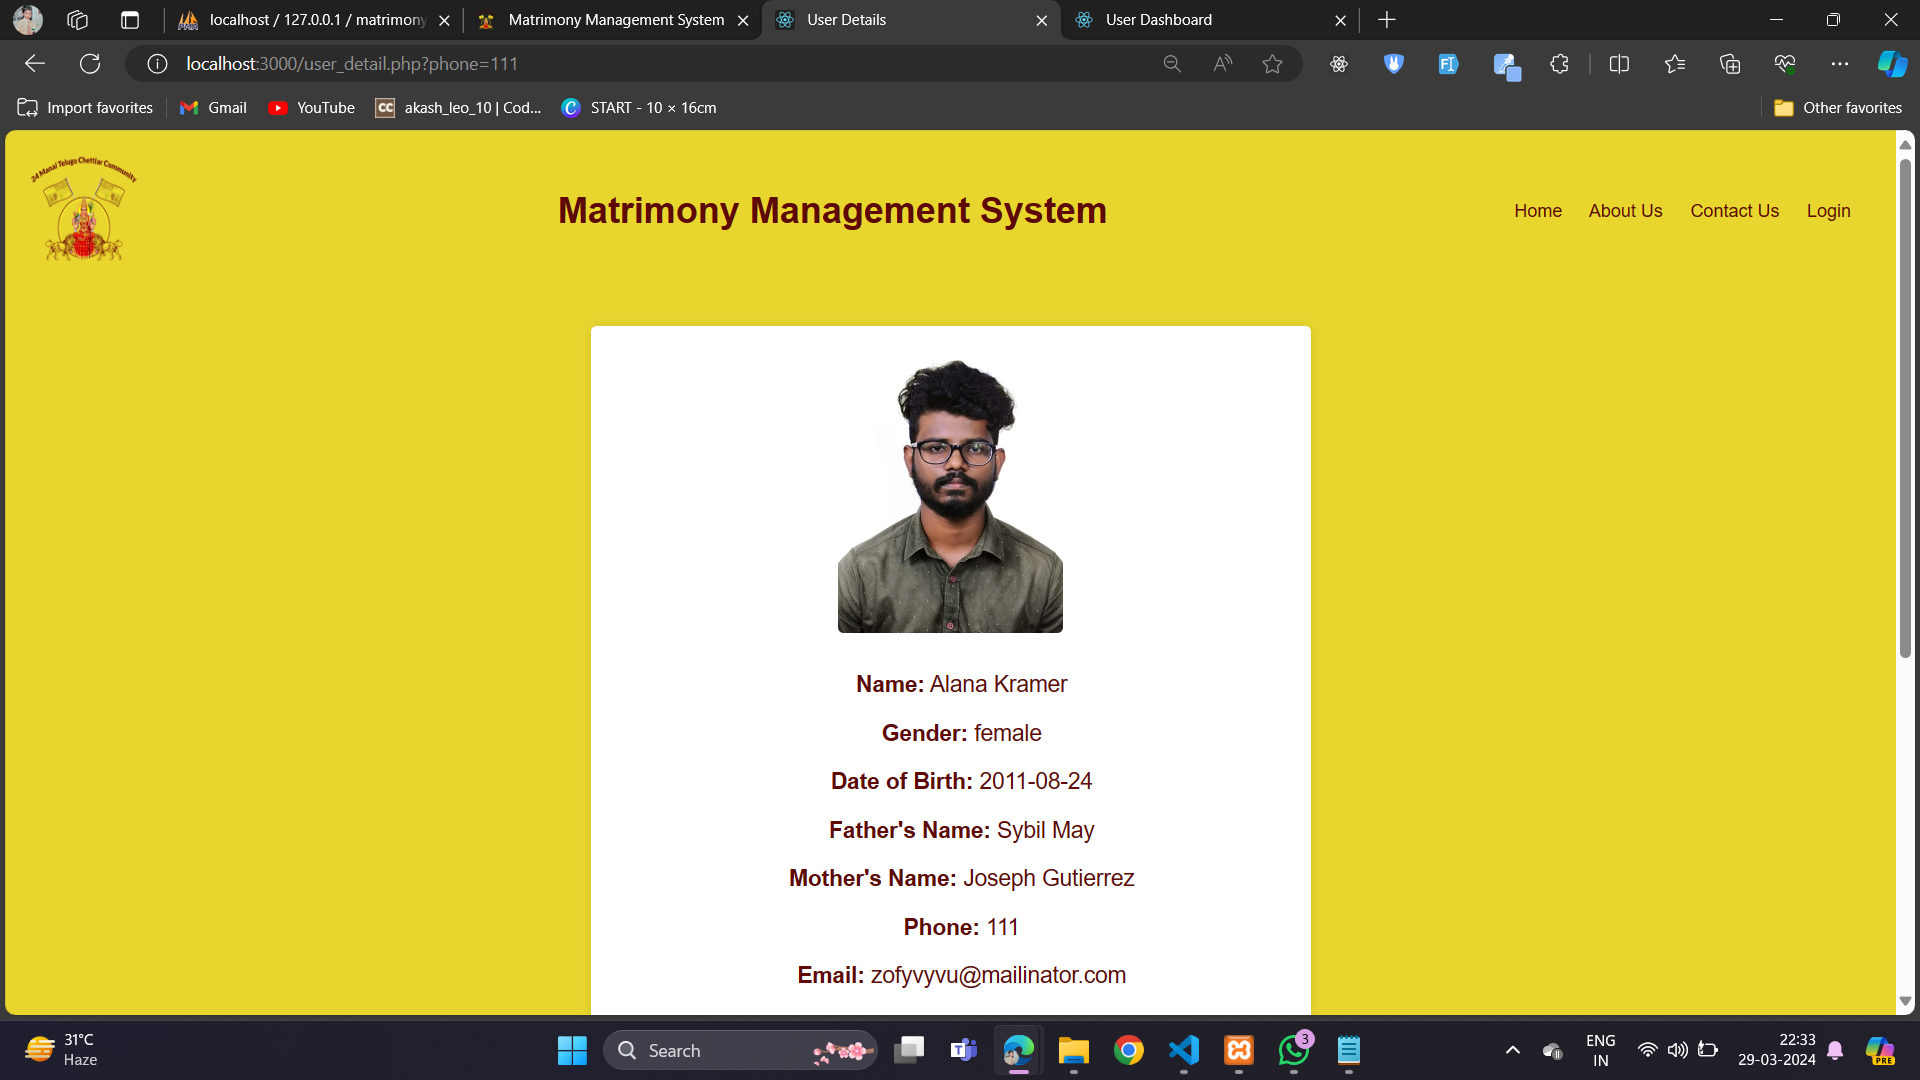 localhost / 127.0.0.1 / matrimony
Matrimony Management System
User Details
User Dashboard
localhost:3000/user_detail.php?phone=111
Import favorites
Gmail
YouTube
akash_leo_10 | Cod...
START - 10 × 16cm
Other favorites
24 Manai Telugu Chettiar Community
Matrimony Management System
Home
About Us
Contact Us
Login
Name: Alana Kramer
Gender: female
Date of Birth: 2011-08-24
Father's Name: Sybil May
Mother's Name: Joseph Gutierrez
Phone: 111
Email: zofyvyvu@mailinator.com
31°C
Haze
Search
3
ENG
IN
22:33
29-03-2024
PRE